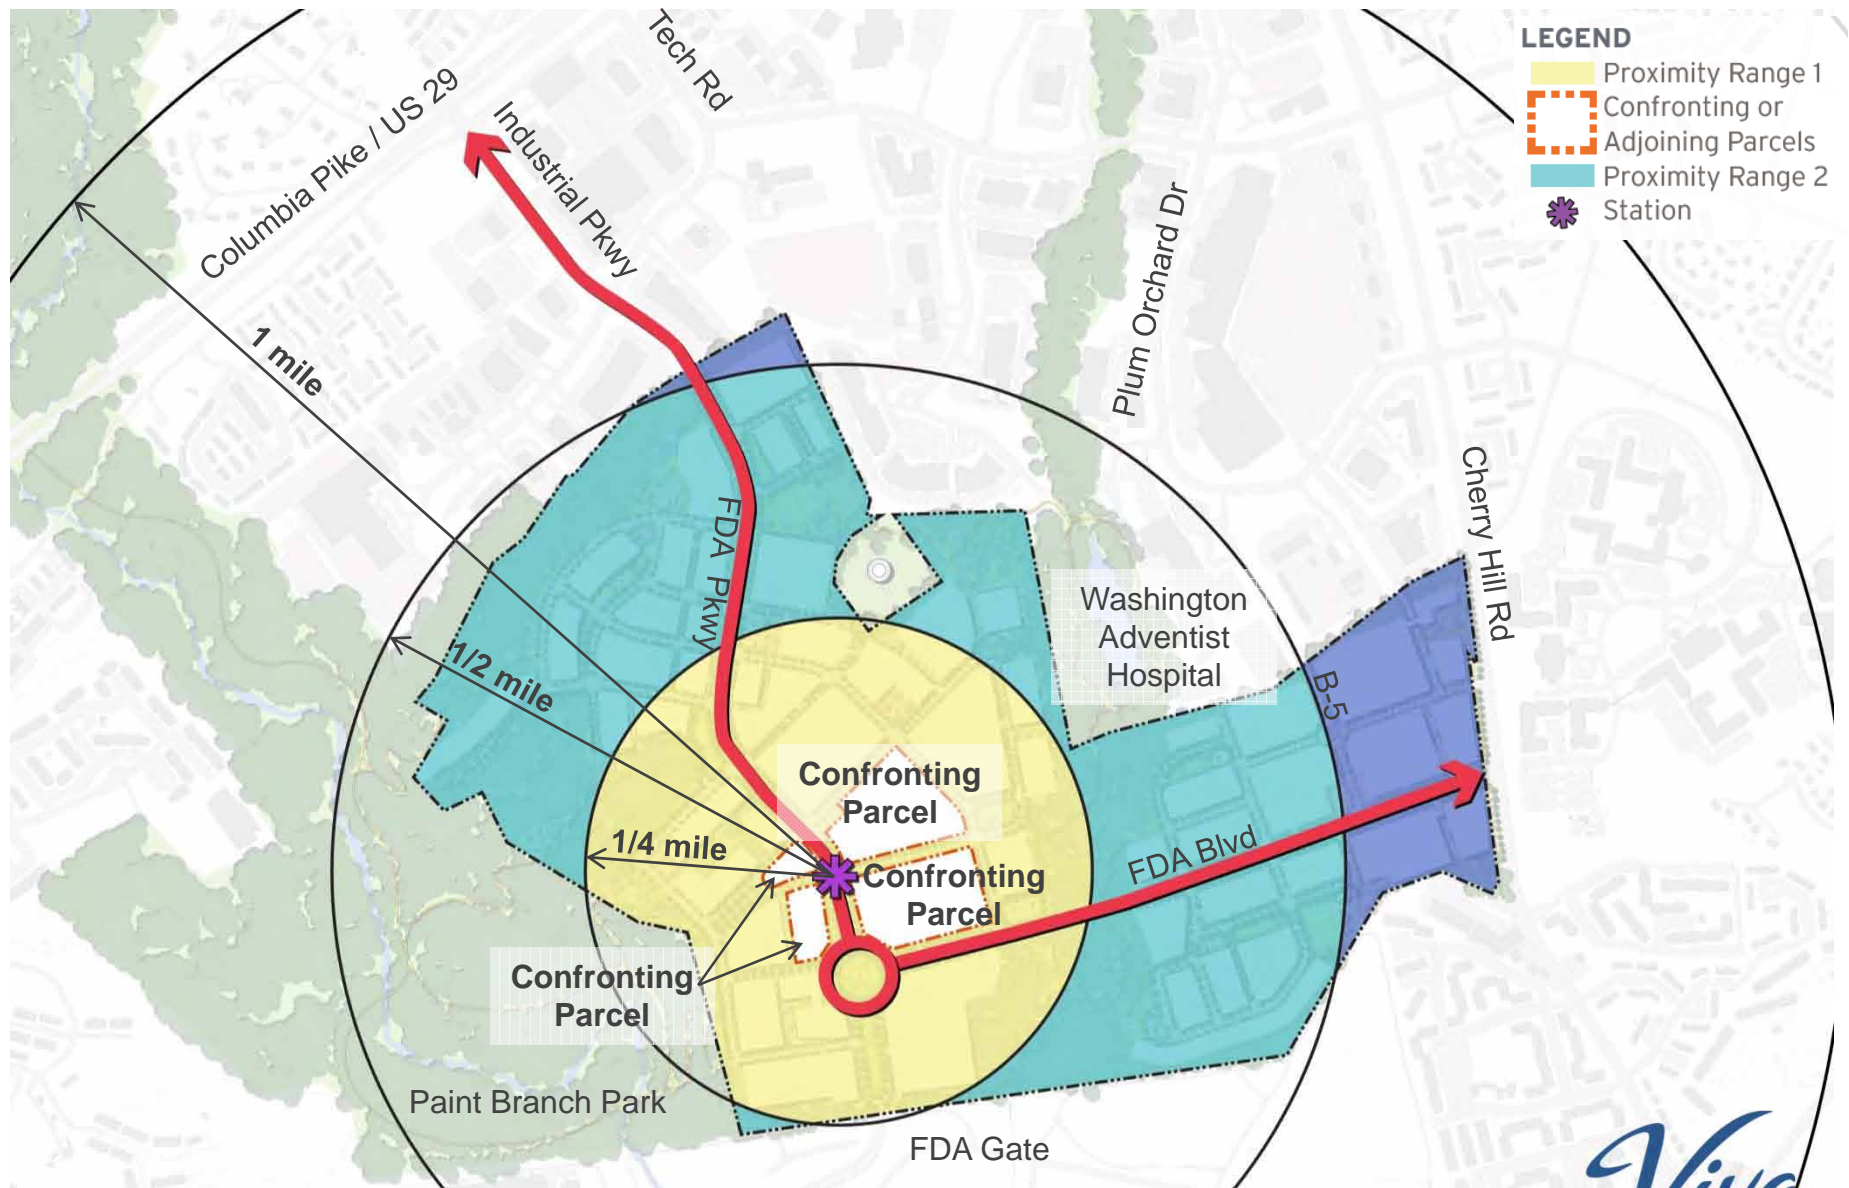 LEGEND
Proximity Range 1
Confronting or
Adjoining Parcels
Proximity Range 2
Station
Tech Rd
Columbia Pike / US 29
Industrial Pkwy
Plum Orchard Dr
1 mile
Cherry Hill Rd
FDA Pkwy
Washington
Adventist
Hospital
1/2 mile
B-5
Confronting
Parcel
1/4 mile
FDA Blvd
Confronting
Parcel
Confronting
Parcel
Paint Branch Park
FDA Gate